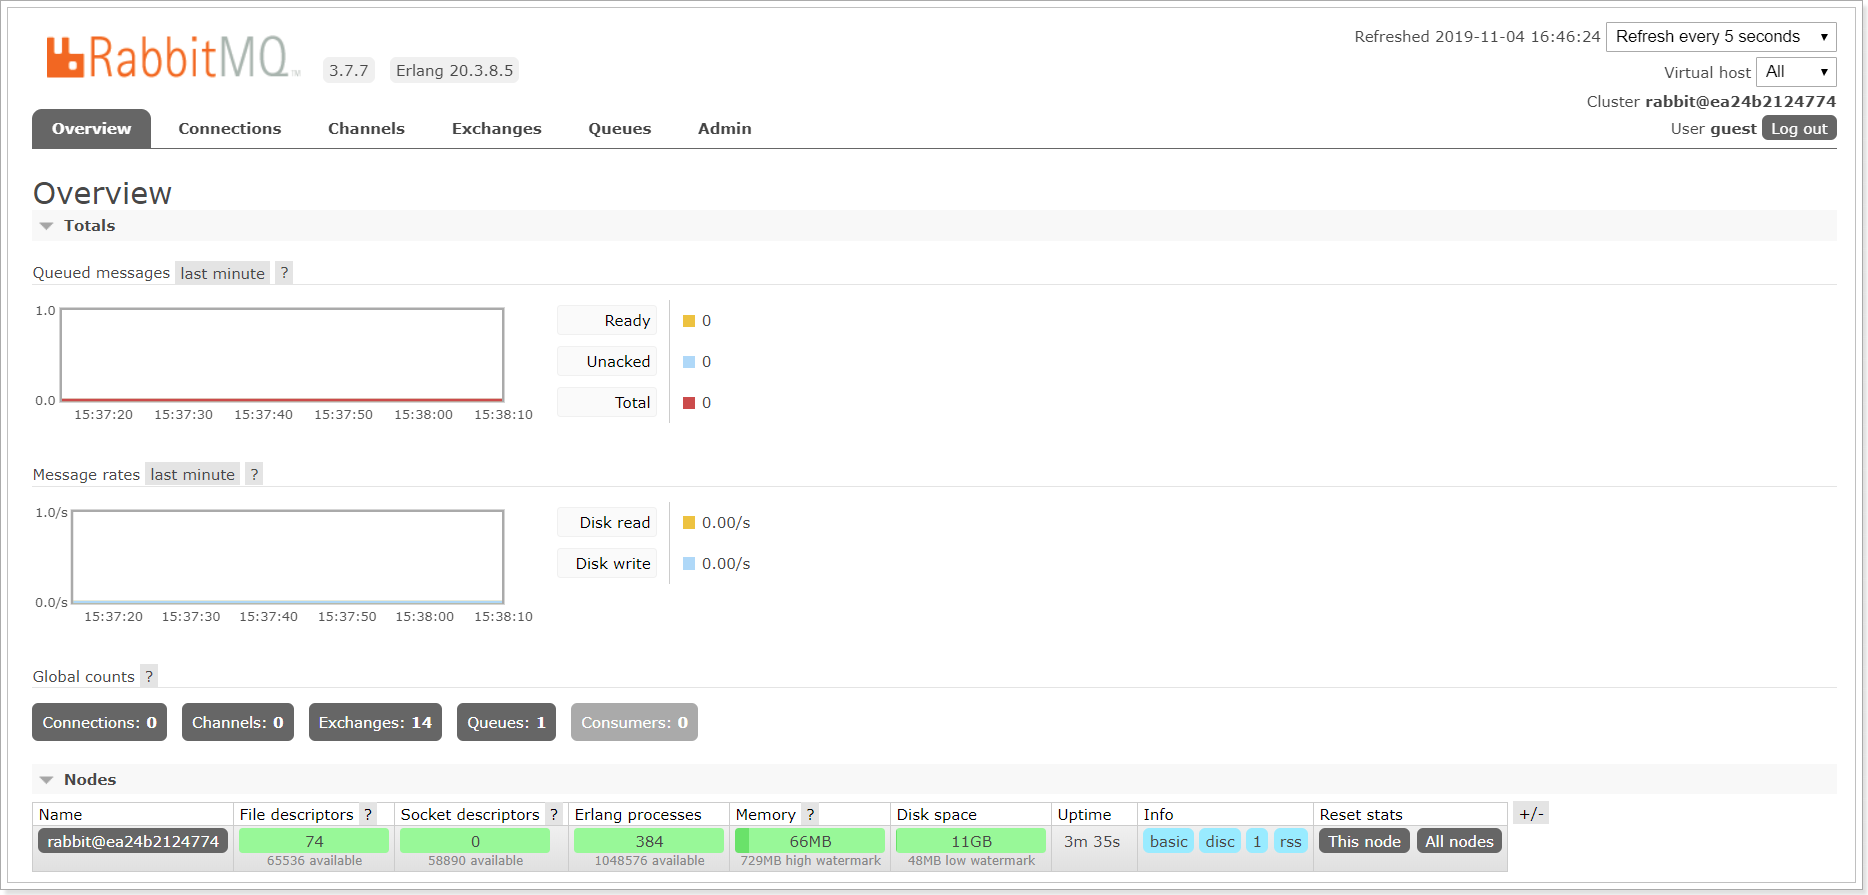 RabbitMQ TM 3.7.7 Erlang 20.3.8.5
Refreshed 2019-11-04 16:46:24 Refresh every 5 seconds
Virtual host All
Cluster rabbit@ea24b2124774
User guest Log out
Overview Connections Channels Exchanges Queues Admin
Overview
Totals
Queued messages last minute ?
1.0
0.0
15:37:20 15:37:30 15:37:40 15:37:50 15:38:00 15:38:10
Ready 0
Unacked 0
Total 0
Message rates last minute ?
1.0/s
0.0/s
15:37:20 15:37:30 15:37:40 15:37:50 15:38:00 15:38:10
Disk read 0.00/s
Disk write 0.00/s
Global counts ?
Connections: 0 Channels: 0 Exchanges: 14 Queues: 1 Consumers: 0
Nodes
Name File descriptors ? Socket descriptors ? Erlang processes Memory ? Disk space Uptime Info Reset stats +/-
rabbit@ea24b2124774 74 0 384 66MB 11GB 3m 35s basic disc 1 rss This node All nodes
65536 available 58890 available 1048576 available 729MB high watermark 48MB low watermark